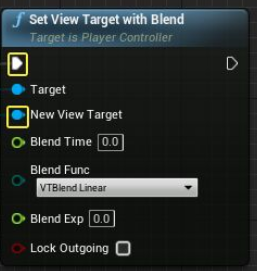 f Set View Target with Blend
Target is Player Controller
Target
New View Target
Blend Time 0.0
Blend Func
VTBlend Linear
Blend Exp 0.0
Lock Outgoing